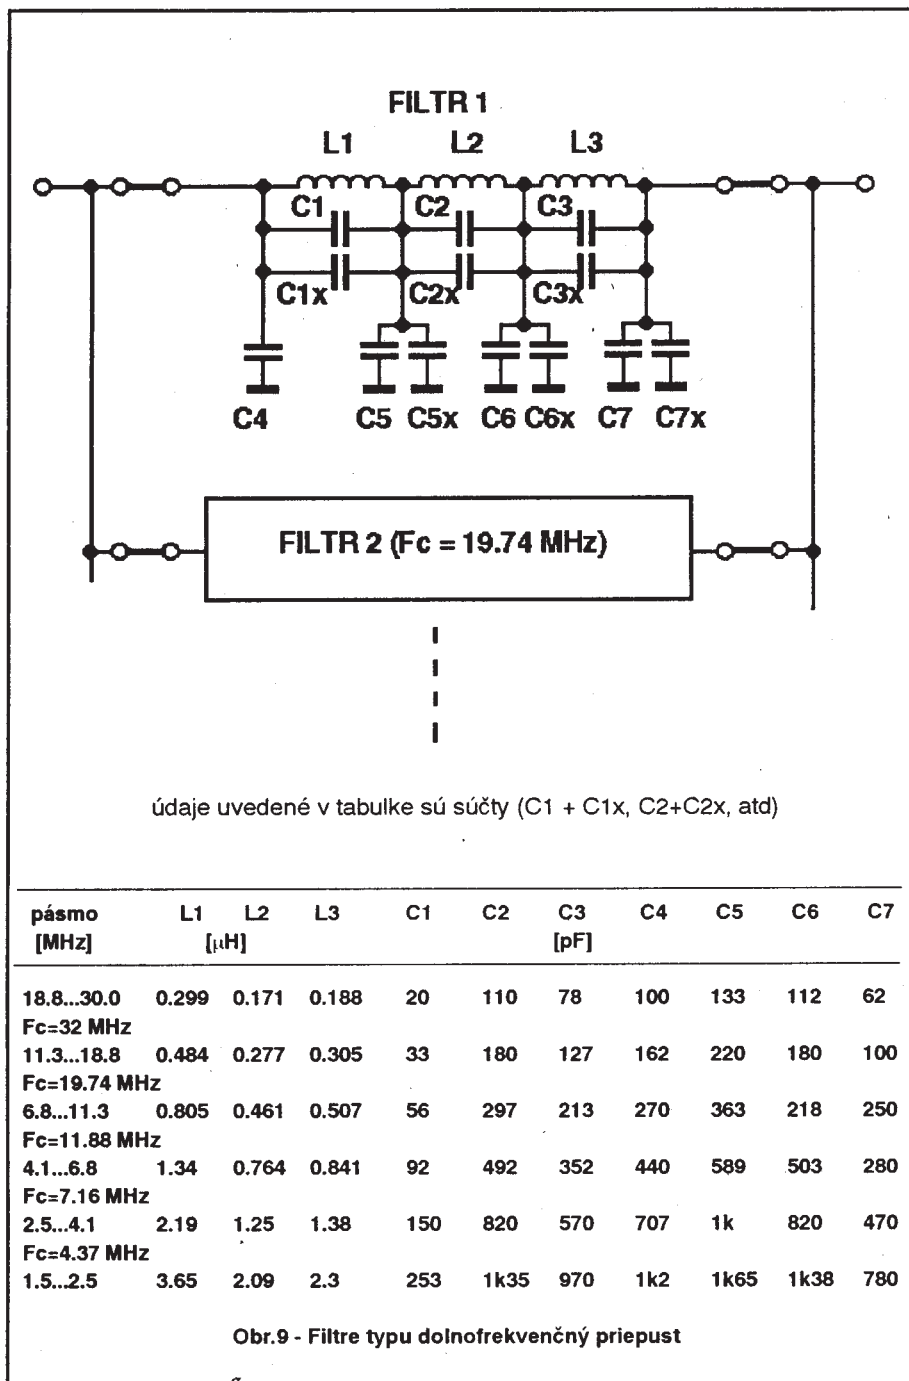 FILTR 1
L1 L2 L3
C1 C2 C3
C1x C2x C3x
C4 C5 C5x C6 C6x C7 C7x
FILTR 2 (Fc = 19.74 MHz)
údaje uvedené v tabulke sú súčty (C1 + C1x, C2+C2x, atd)
pásmo L1 L2 L3 C1 C2 C3 C4 C5 C6 C7
[MHz] [µH] [pF]
18.8...30.0 0.299 0.171 0.188 20 110 78 100 133 112 62
Fc=32 MHz
11.3...18.8 0.484 0.277 0.305 33 180 127 162 220 180 100
Fc=19.74 MHz
6.8...11.3 0.805 0.461 0.507 56 297 213 270 363 218 250
Fc=11.88 MHz
4.1...6.8 1.34 0.764 0.841 92 492 352 440 589 503 280
Fc=7.16 MHz
2.5...4.1 2.19 1.25 1.38 150 820 570 707 1k 820 470
Fc=4.37 MHz
1.5...2.5 3.65 2.09 2.3 253 1k35 970 1k2 1k65 1k38 780
Obr.9 - Filtre typu dolnofrekvenčný priepust